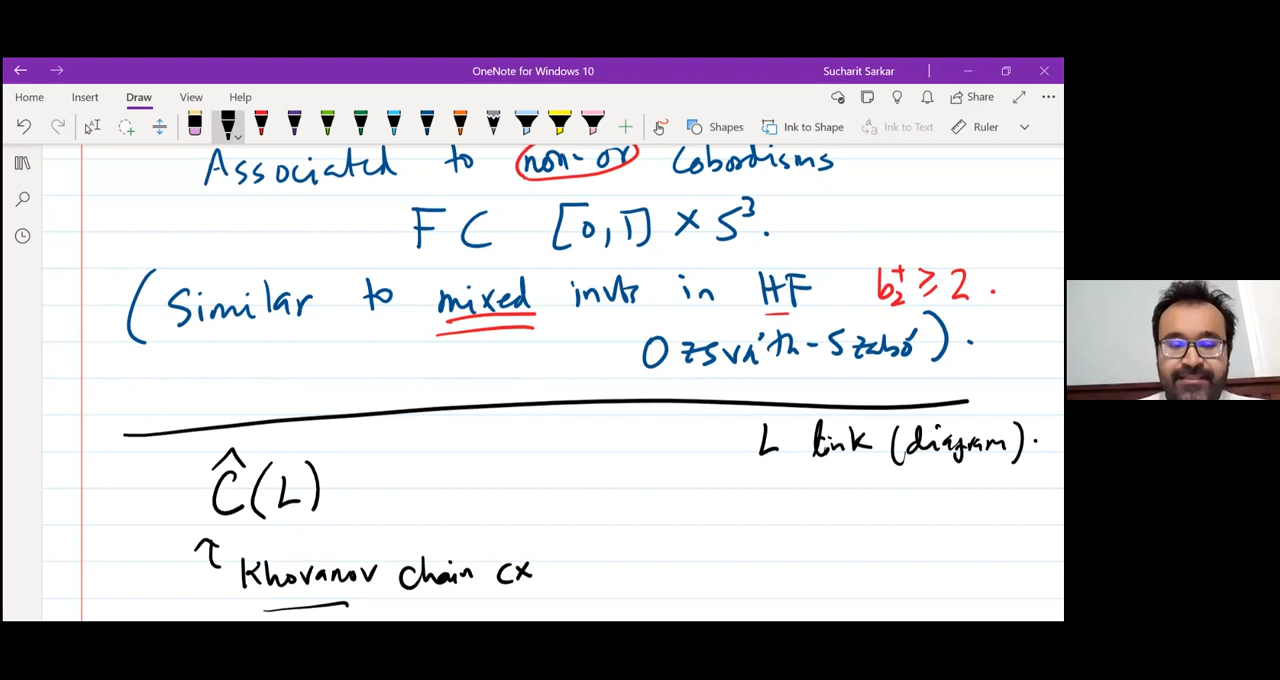 OneNote for Windows 10
Sucharit Sarkar
Home Insert Draw View Help
Share
Shapes Ink to Shape Ink to Text Ruler
Associated to non-or cobordisms
F ⊂ [0,1] × S³.
(Similar to mixed invts in HF b₂⁺ ≥ 2.
Ozsváth-Szabó).
L link (diagram).
Ĉ(L)
↑ Khovanov chain cx